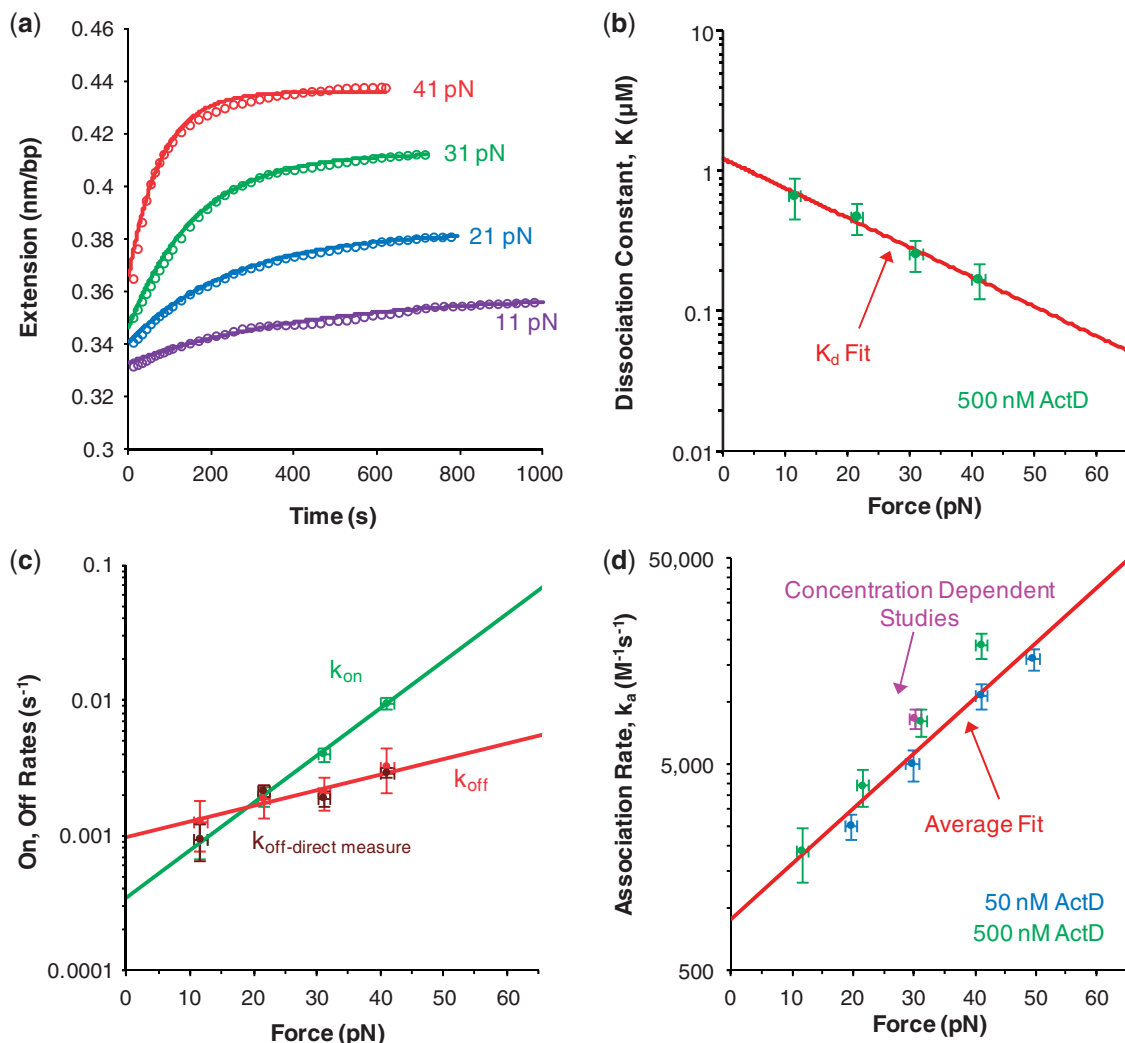 (a)
0.46
0.44
0.42
0.4
0.38
0.36
0.34
0.32
0.3
Extension (nm/bp)
41 pN
31 pN
21 pN
11 pN
0 200 400 600 800 1000
Time (s)
(b)
10
1
0.1
0.01
Dissociation Constant, K (µM)
Kd Fit
500 nM ActD
0 10 20 30 40 50 60
Force (pN)
(c)
0.1
0.01
0.001
0.0001
On, Off Rates (s-1)
kon
koff
koff-direct measure
0 10 20 30 40 50 60
Force (pN)
(d)
50,000
5,000
500
Association Rate, ka (M-1s-1)
Concentration Dependent
Studies
Average Fit
50 nM ActD
500 nM ActD
0 10 20 30 40 50 60
Force (pN)